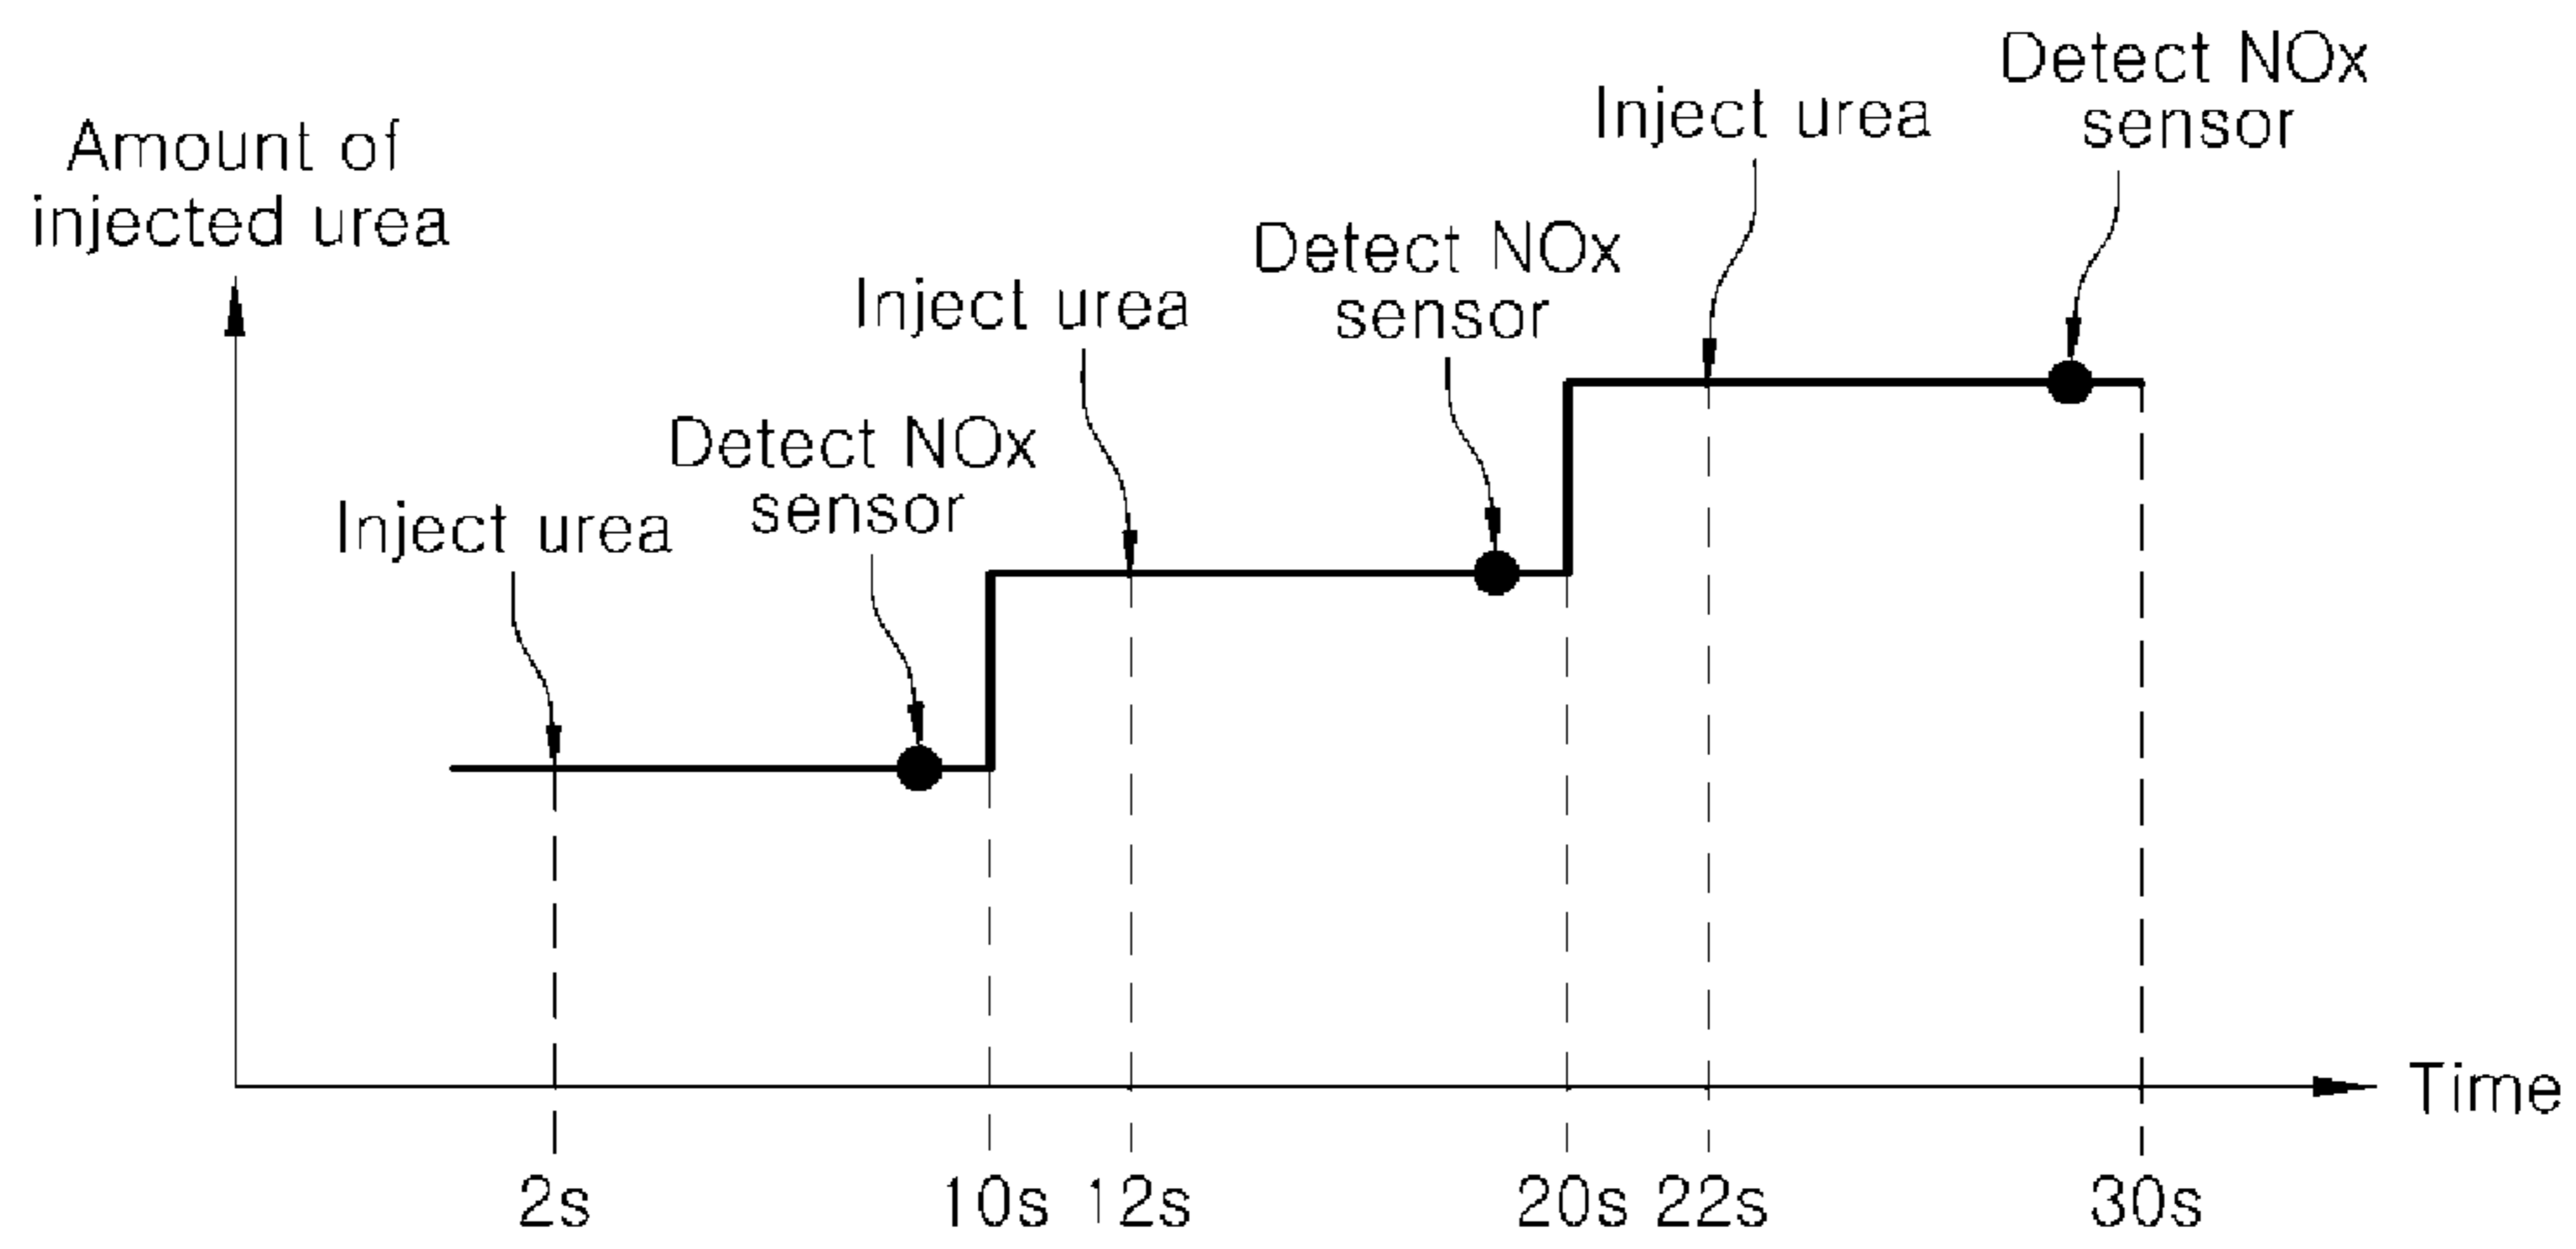 Amount of
injected urea
Inject urea
Detect NOx
sensor
Inject urea
Detect NOx
sensor
Inject urea
Detect NOx
sensor
Time
2s
10s
12s
20s
22s
30s